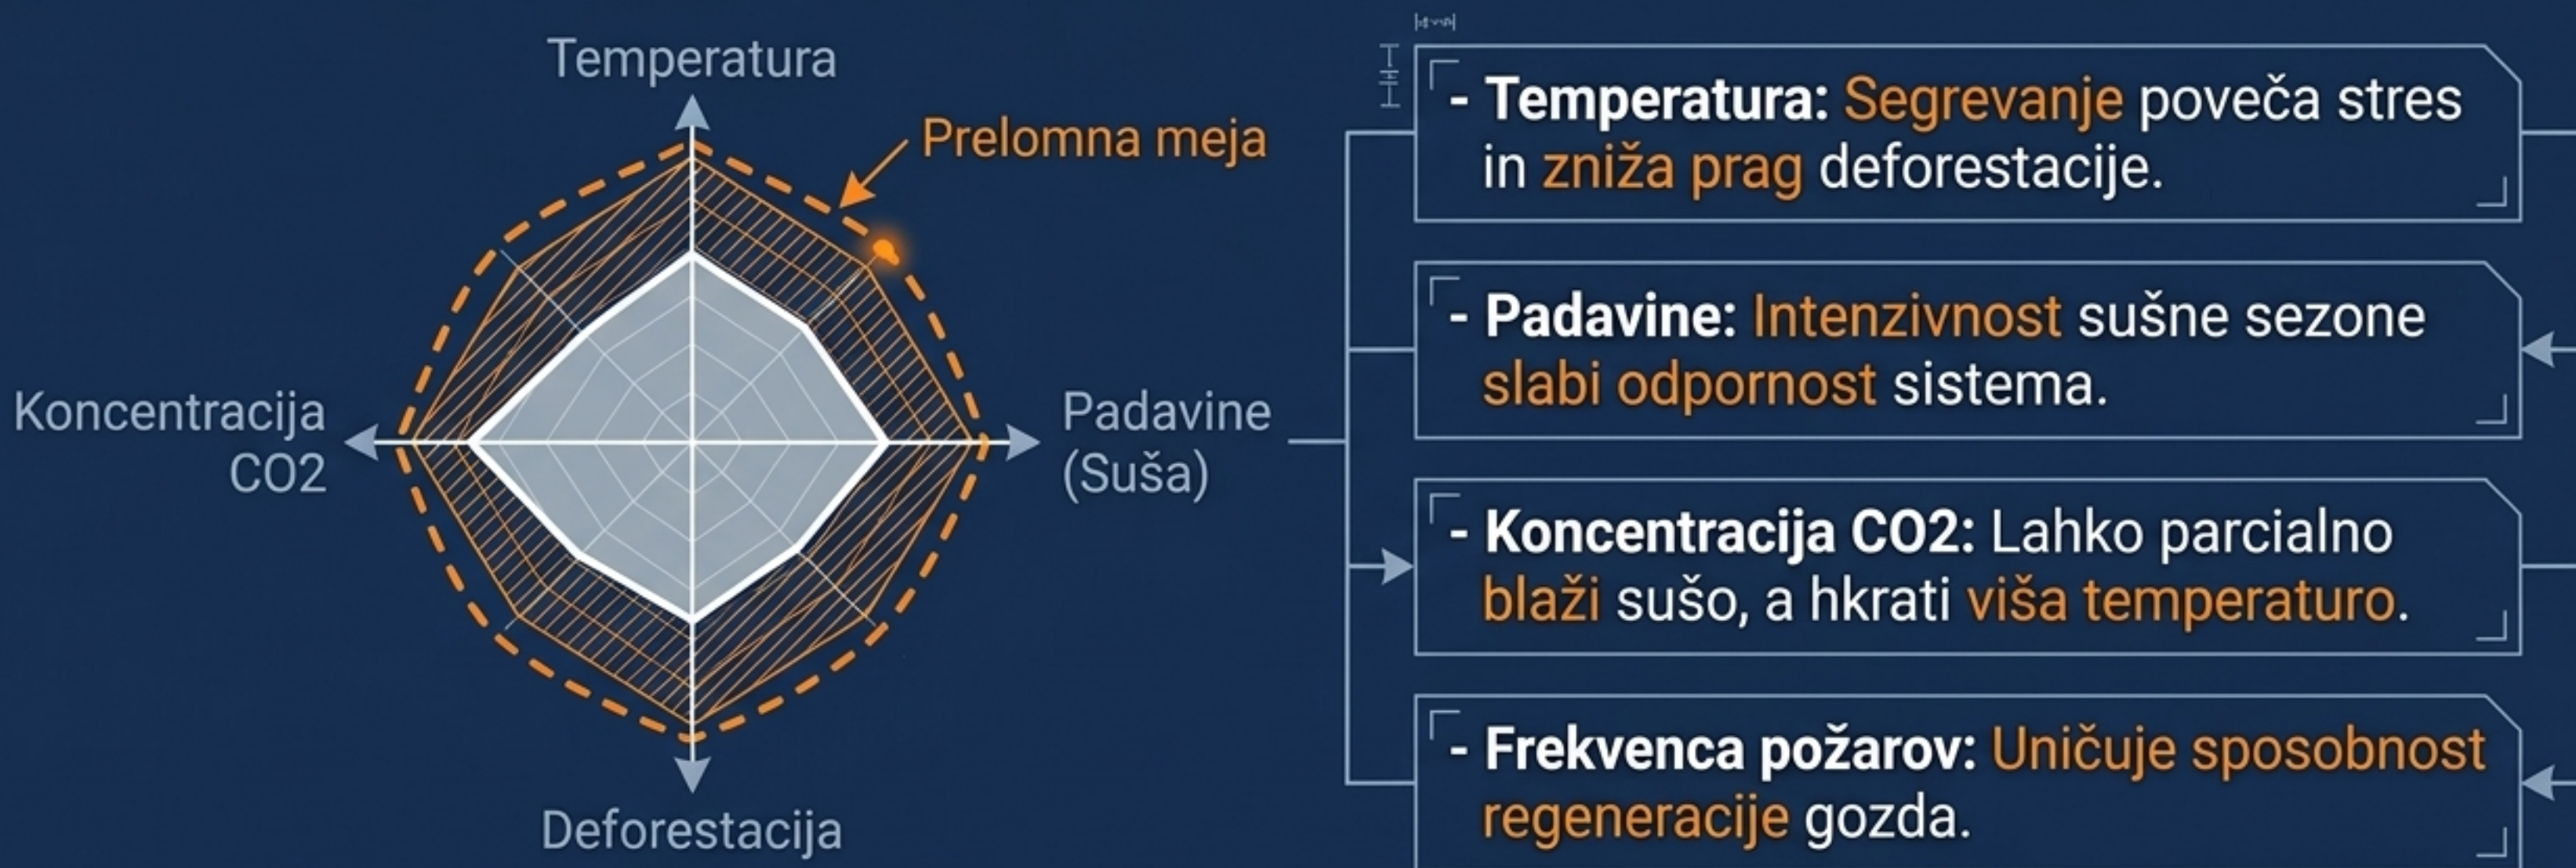 Temperatura
Prelomna meja
Koncentracija
CO2
Padavine
(Suša)
Deforestacija
- Temperatura: Segrevanje poveča stres
in zniža prag deforestacije.
- Padavine: Intenzivnost sušne sezone
slabi odpornost sistema.
- Koncentracija CO2: Lahko parcialno
blaži sušo, a hkrati viša temperaturo.
- Frekvenca požarov: Uničuje sposobnost
regeneracije gozda.